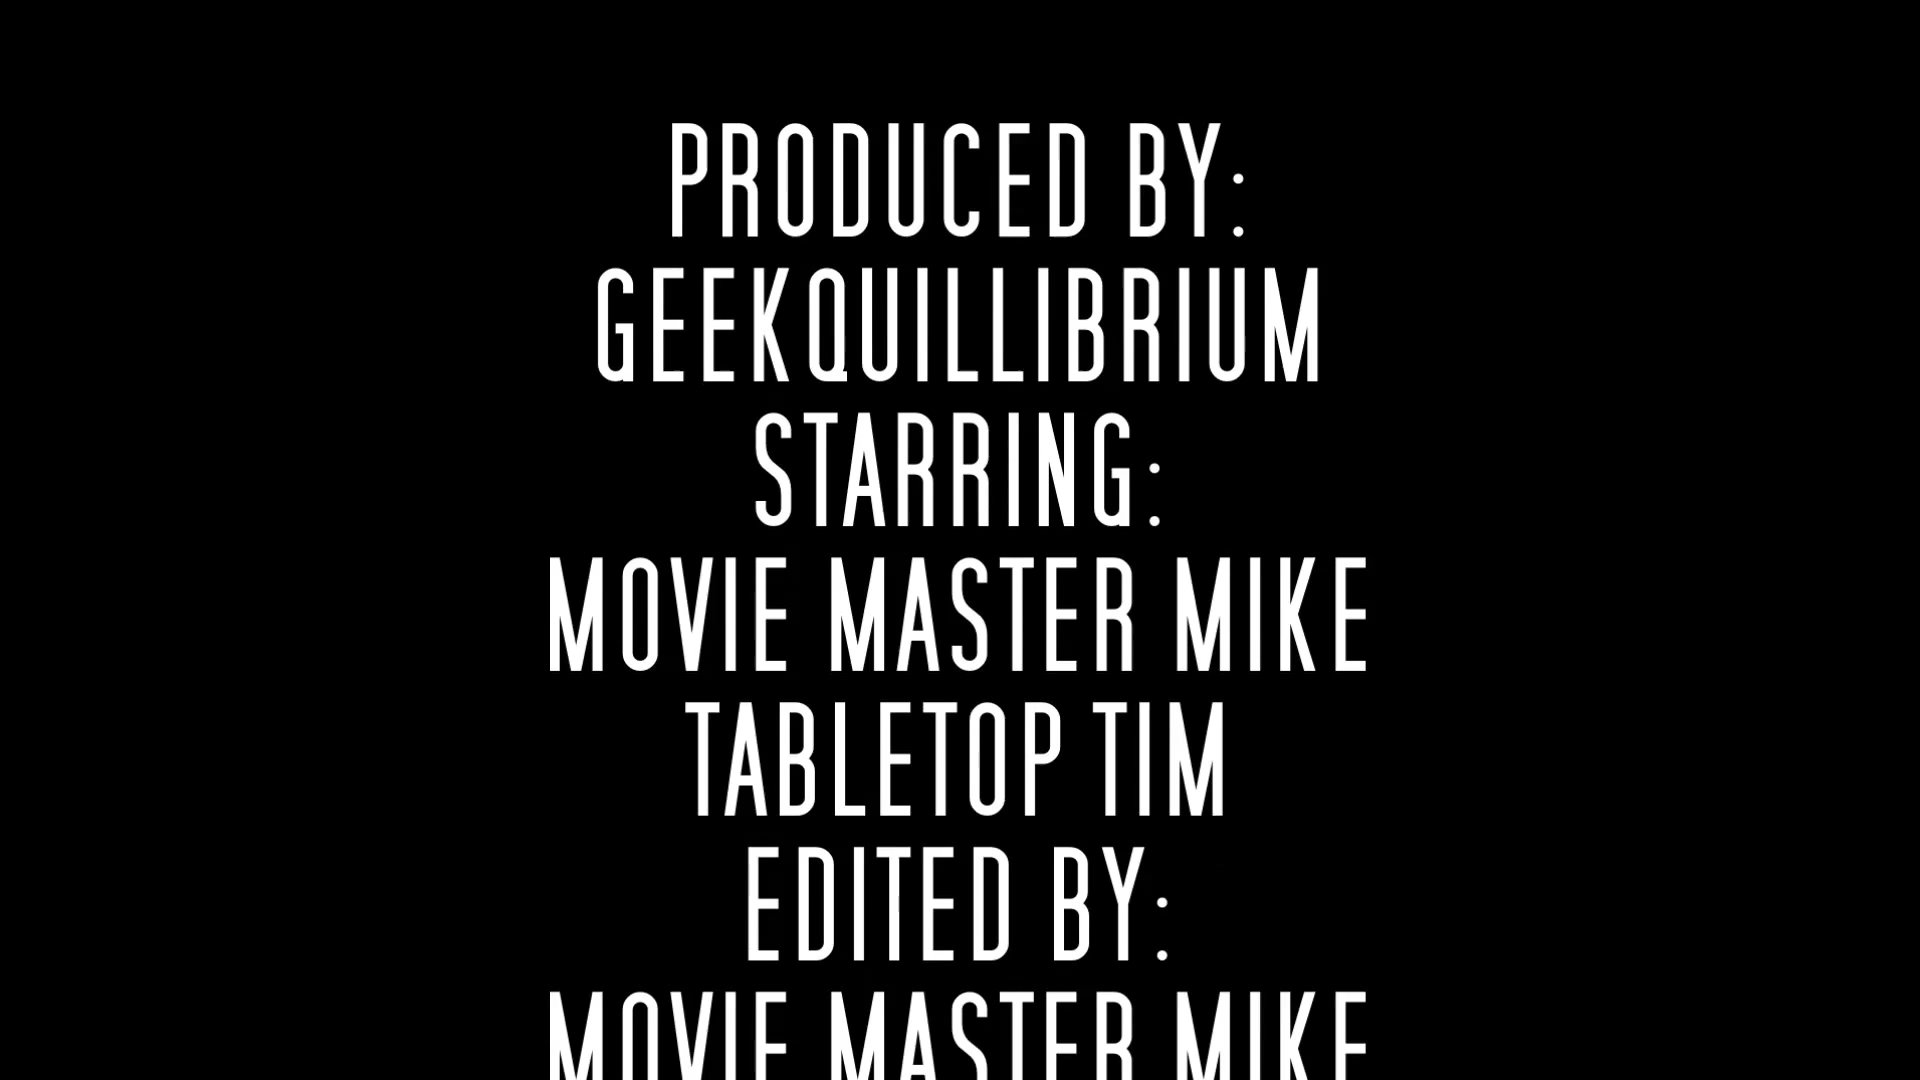 PRODUCED BY:
GEEKQUILLIBRIUM
STARRING:
MOVIE MASTER MIKE
TABLETOP TIM
EDITED BY:
MOVIE MASTER MIKE